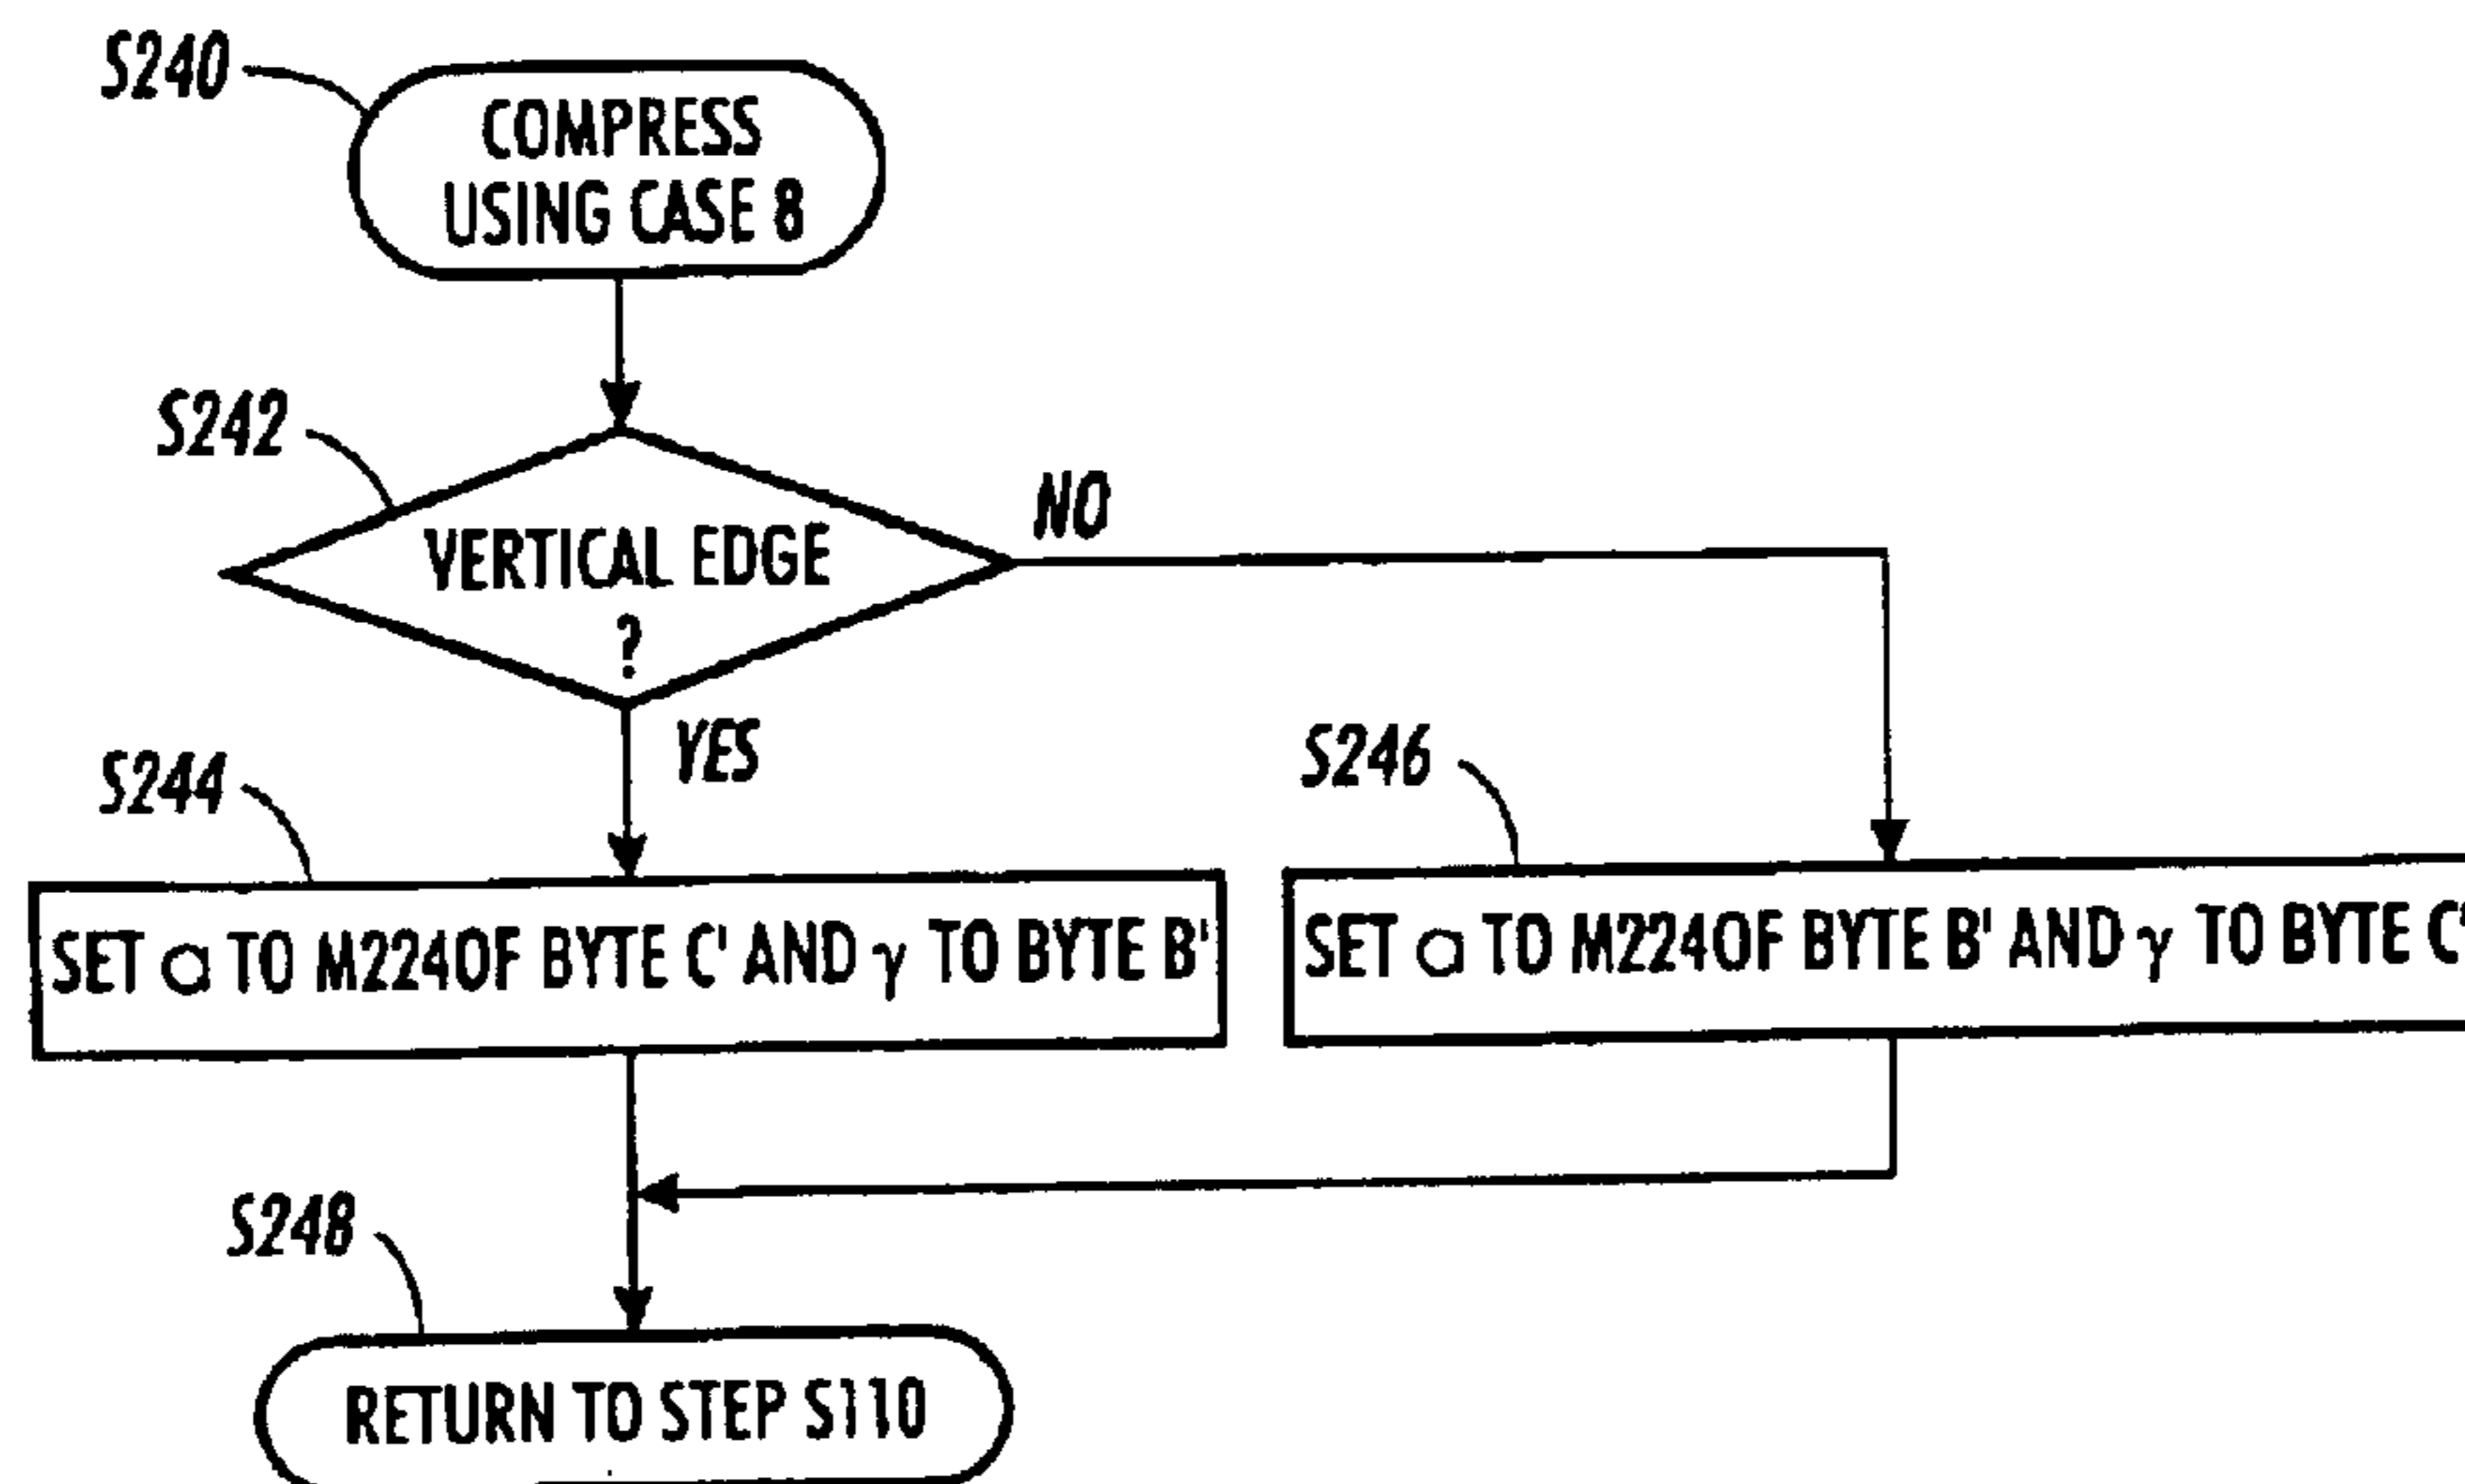 S240
COMPRESS
USING CASE 8
S242
VERTICAL EDGE
?
NO
YES
S244
SET α TO M224OF BYTE C' AND γ TO BYTE B'
S246
SET α TO M224OF BYTE B' AND γ TO BYTE C'
S248
RETURN TO STEP S110